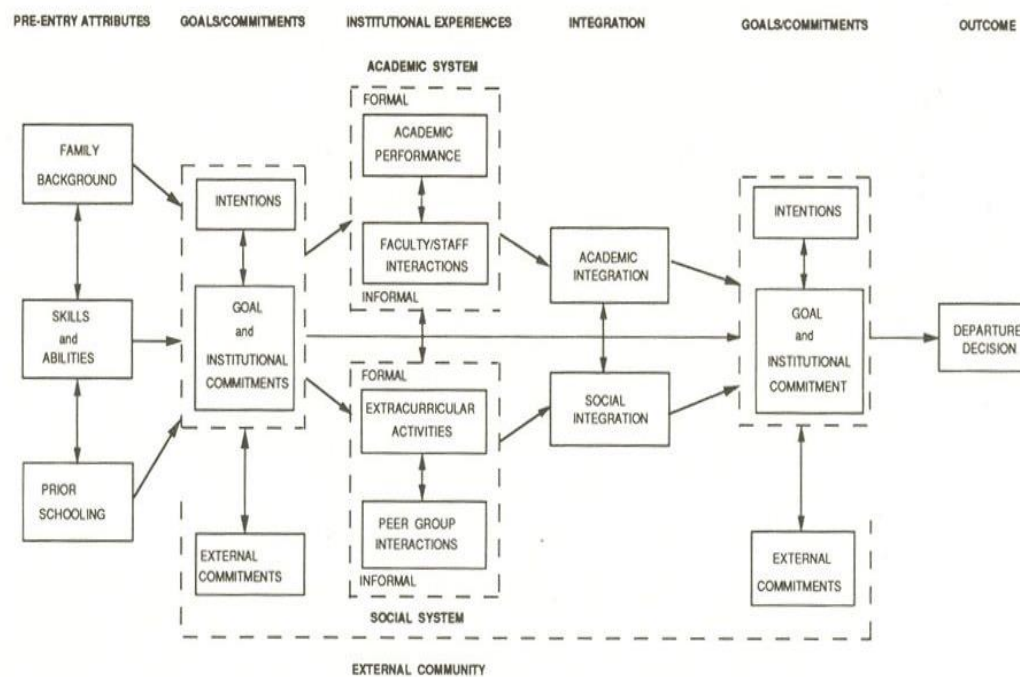 PRE-ENTRY ATTRIBUTES
GOALS/COMMITMENTS
INSTITUTIONAL EXPERIENCES
INTEGRATION
GOALS/COMMITMENTS
OUTCOME
ACADEMIC SYSTEM
FORMAL
FAMILY
BACKGROUND
SKILLS
and
ABILITIES
PRIOR
SCHOOLING
INTENTIONS
GOAL
and
INSTITUTIONAL
COMMITMENTS
EXTERNAL
COMMITMENTS
ACADEMIC
PERFORMANCE
FACULTY/STAFF
INTERACTIONS
INFORMAL
FORMAL
EXTRACURRICULAR
ACTIVITIES
PEER GROUP
INTERACTIONS
INFORMAL
SOCIAL SYSTEM
ACADEMIC
INTEGRATION
SOCIAL
INTEGRATION
INTENTIONS
GOAL
and
INSTITUTIONAL
COMMITMENT
EXTERNAL
COMMITMENTS
DEPARTURE
DECISION
EXTERNAL COMMUNITY